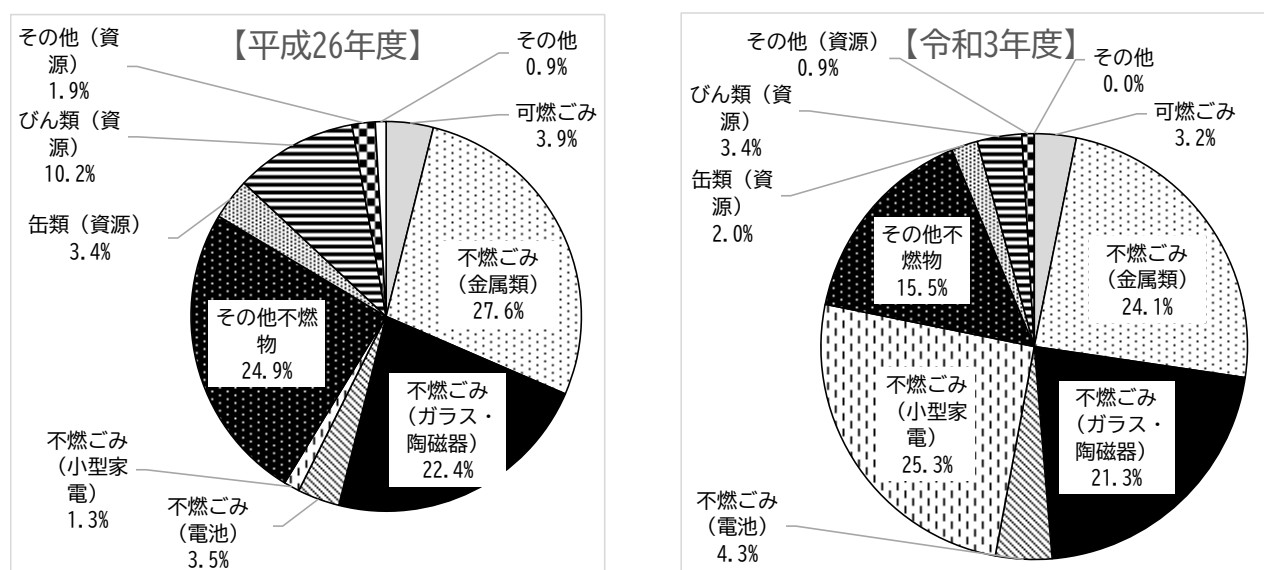 【平成26年度】
その他（資
源）
1.9%
その他
0.9%
びん類（資
源）
10.2%
可燃ごみ
3.9%
缶類（資源）
3.4%
不燃ごみ
（金属類）
27.6%
その他不燃
物
24.9%
不燃ごみ
（ガラス・
陶磁器）
22.4%
不燃ごみ
（小型家
電）
1.3%
不燃ごみ
（電池）
3.5%
【令和3年度】
その他（資源）
0.9%
その他
0.0%
びん類（資
源）
3.4%
可燃ごみ
3.2%
缶類（資
源）
2.0%
その他不
燃物
15.5%
不燃ごみ
（金属類）
24.1%
不燃ごみ
（小型家
電）
25.3%
不燃ごみ
（ガラス・
陶磁器）
21.3%
不燃ごみ
（電池）
4.3%